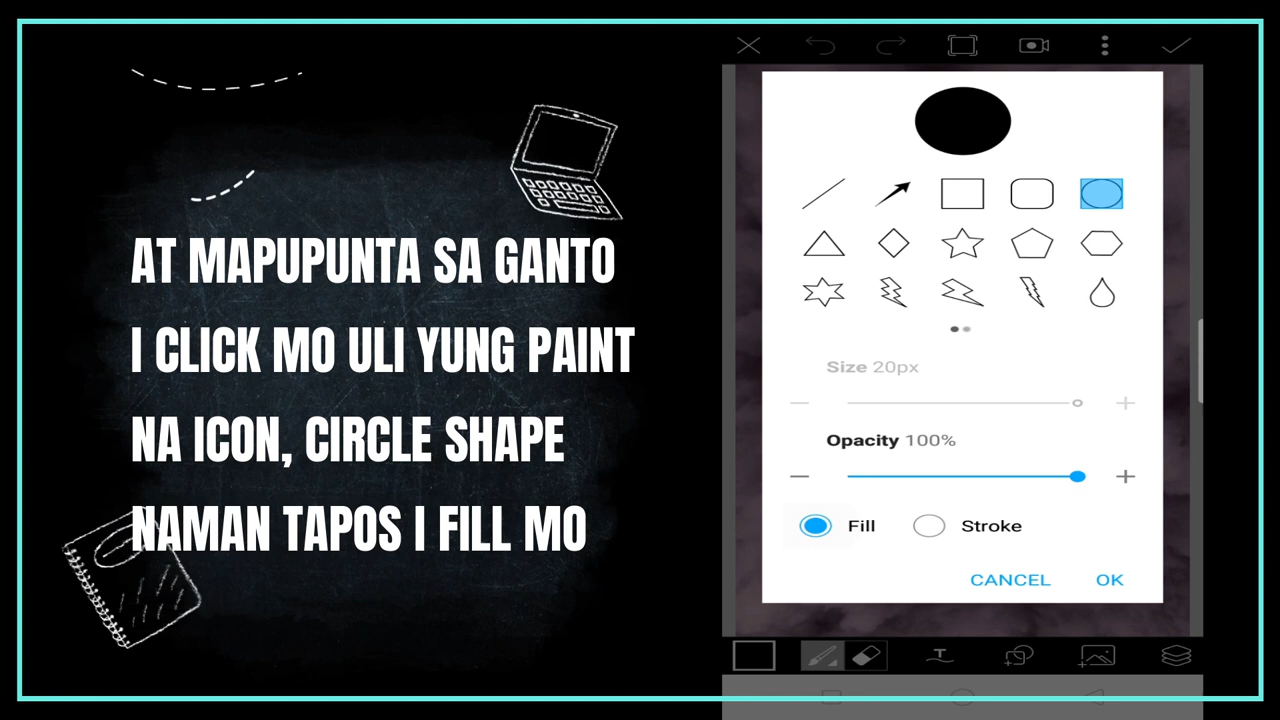 AT MAPUPUNTA SA GANTO
I CLICK MO ULI YUNG PAINT
NA ICON, CIRCLE SHAPE
NAMAN TAPOS I FILL MO
Size 20px
Opacity 100%
Fill Stroke
CANCEL OK
T